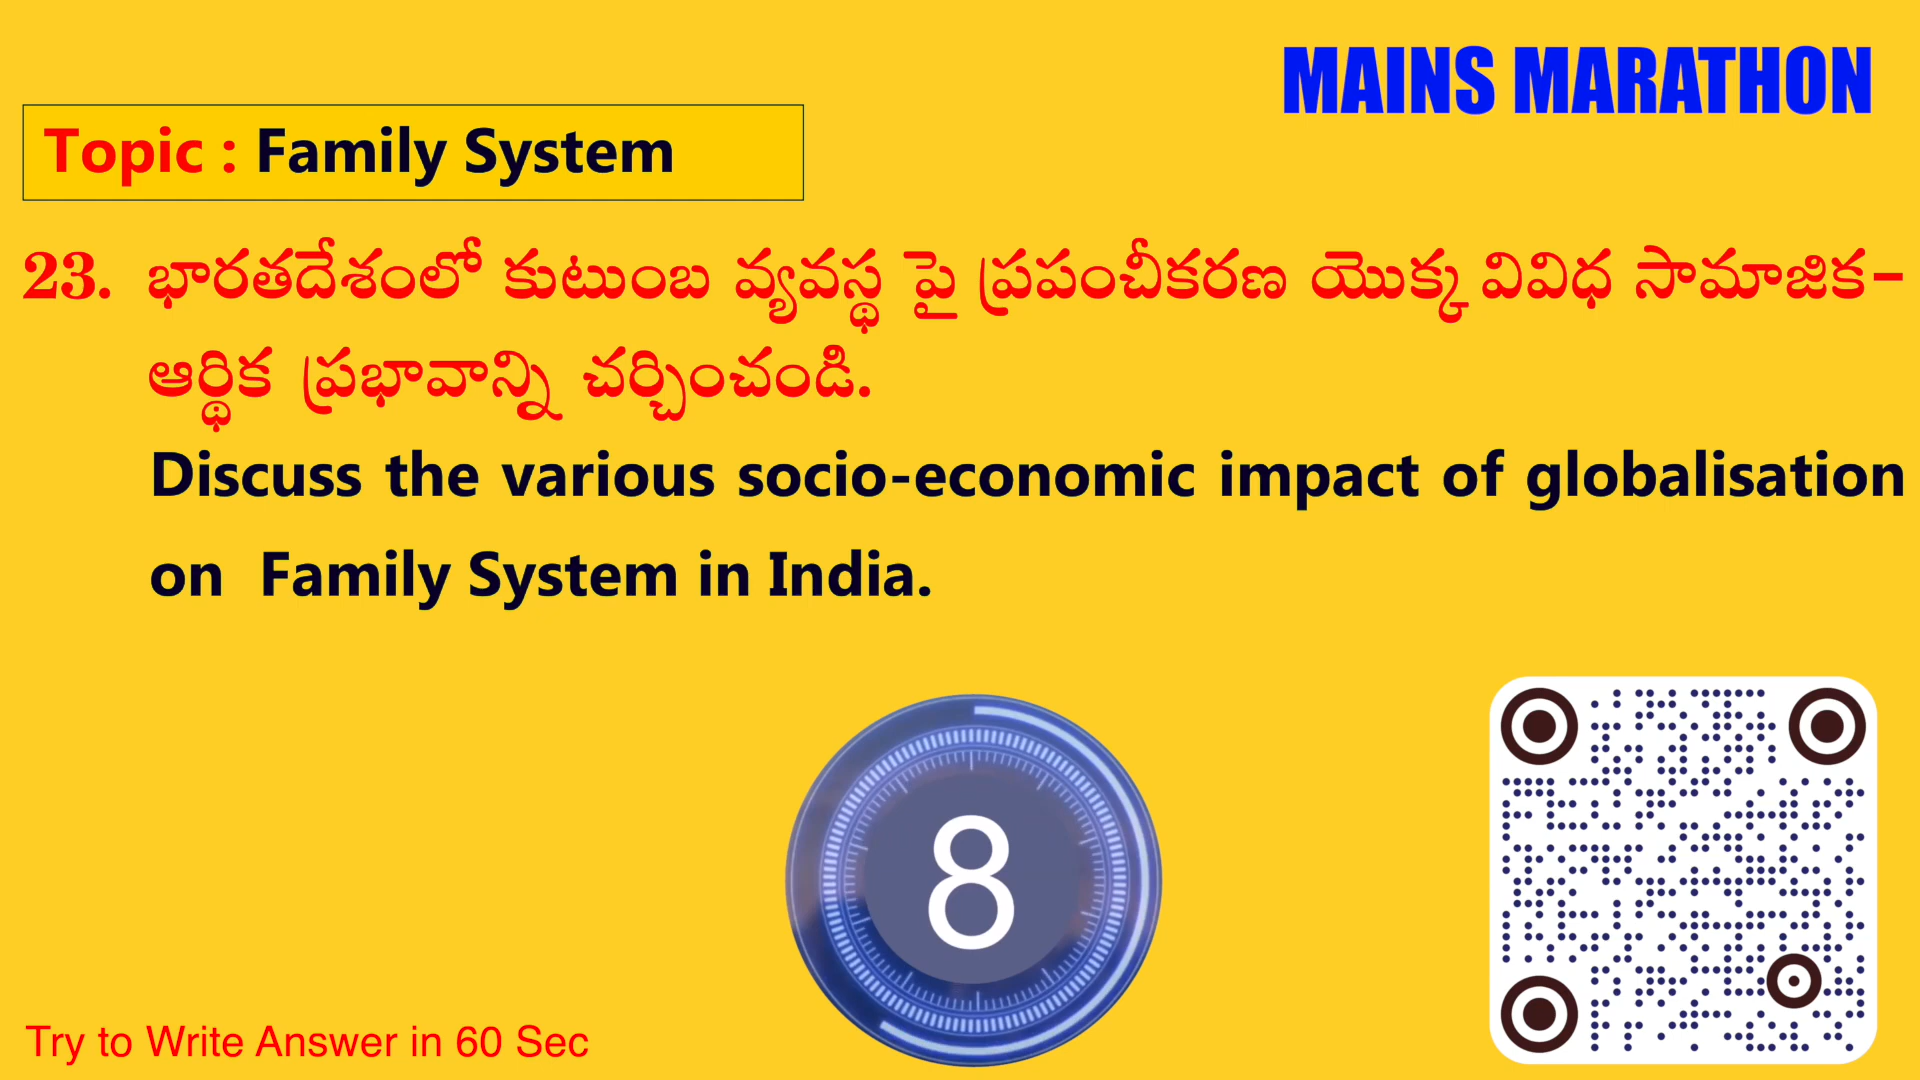 MAINS MARATHON
Topic : Family System
23. భారతదేశంలో కుటుంబ వ్యవస్థ పై ప్రపంచీకరణ యొక్క వివిధ సామాజిక-
ఆర్థిక ప్రభావాన్ని చర్చించండి.
Discuss the various socio-economic impact of globalisation
on Family System in India.
8
Try to Write Answer in 60 Sec